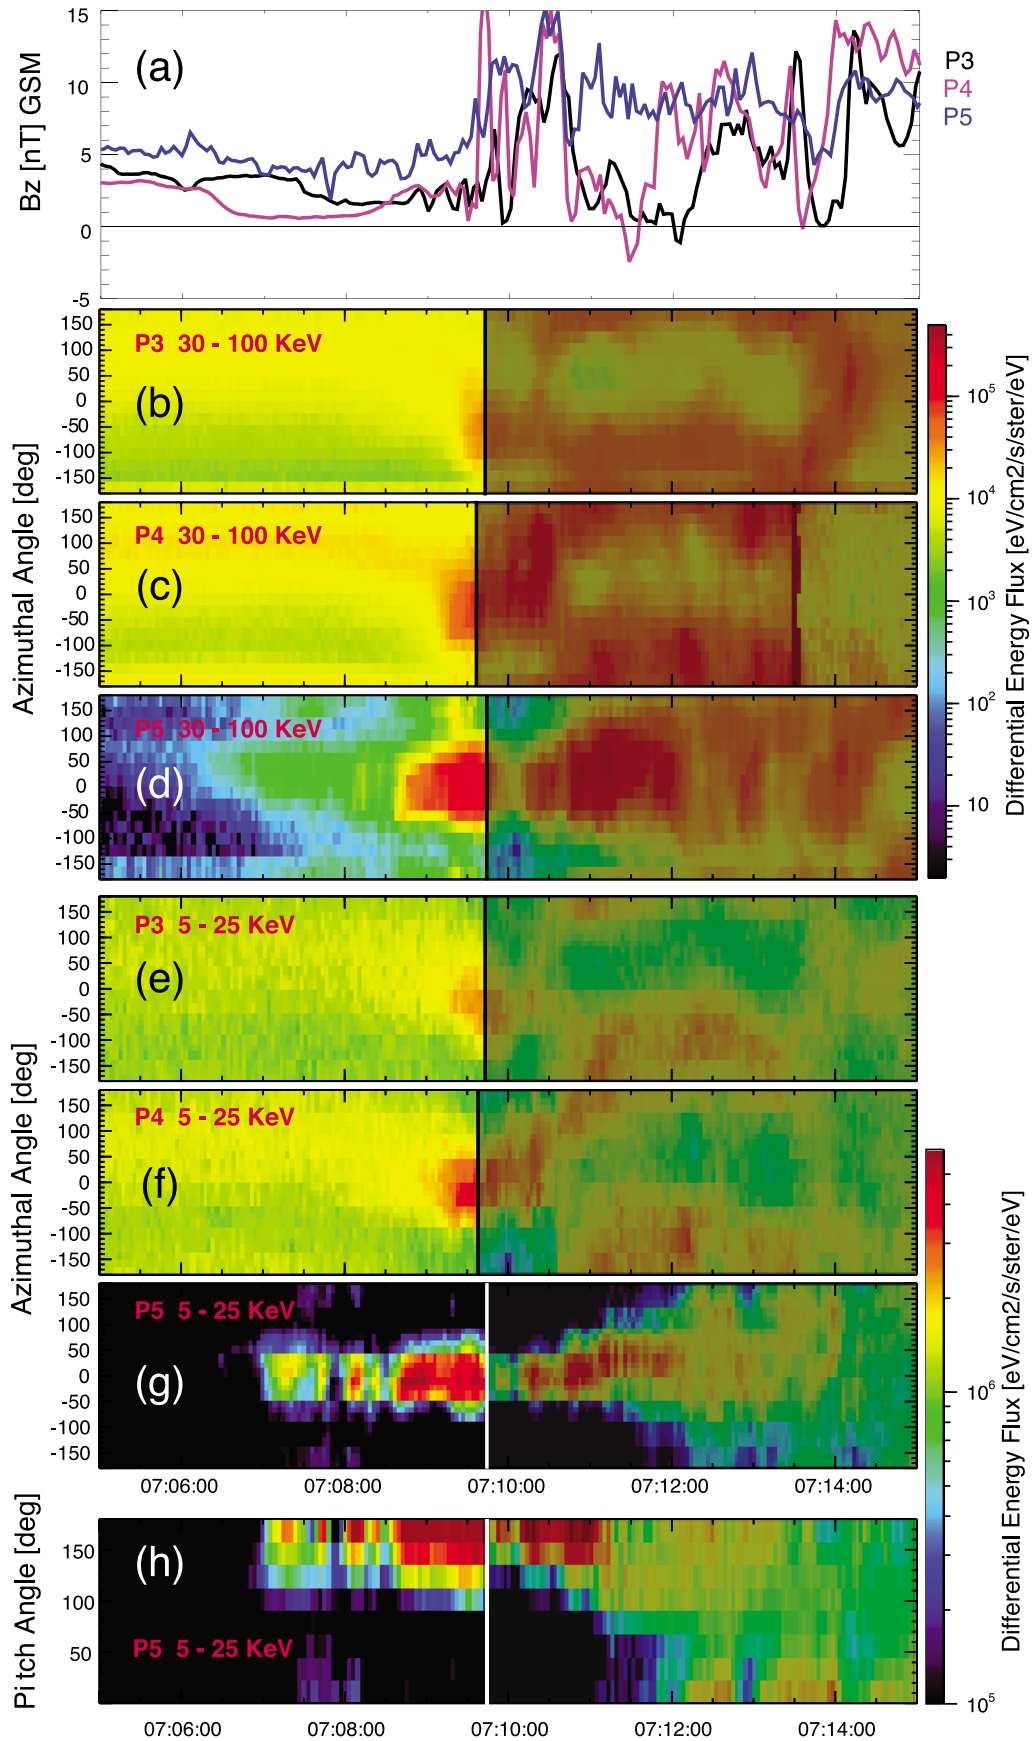 15
10
5
0
-5
Bz [nT] GSM
(a)
P3
P4
P5
150
100
50
0
-50
-100
-150
P3 30 - 100 KeV
(b)
150
100
50
0
-50
-100
-150
P4 30 - 100 KeV
(c)
Azimuthal Angle [deg]
150
100
50
0
-50
-100
-150
P5 30 - 100 KeV
(d)
10^5
10^4
10^3
10^2
10
Differential Energy Flux [eV/cm2/s/ster/eV]
150
100
50
0
-50
-100
-150
P3 5 - 25 KeV
(e)
150
100
50
0
-50
-100
-150
P4 5 - 25 KeV
(f)
Azimuthal Angle [deg]
150
100
50
0
-50
-100
-150
P5 5 - 25 KeV
(g)
07:06:00 07:08:00 07:10:00 07:12:00 07:14:00
150
100
50
Pitch Angle [deg]
(h)
P5 5 - 25 KeV
10^6
10^5
Differential Energy Flux [eV/cm2/s/ster/eV]
07:06:00 07:08:00 07:10:00 07:12:00 07:14:00